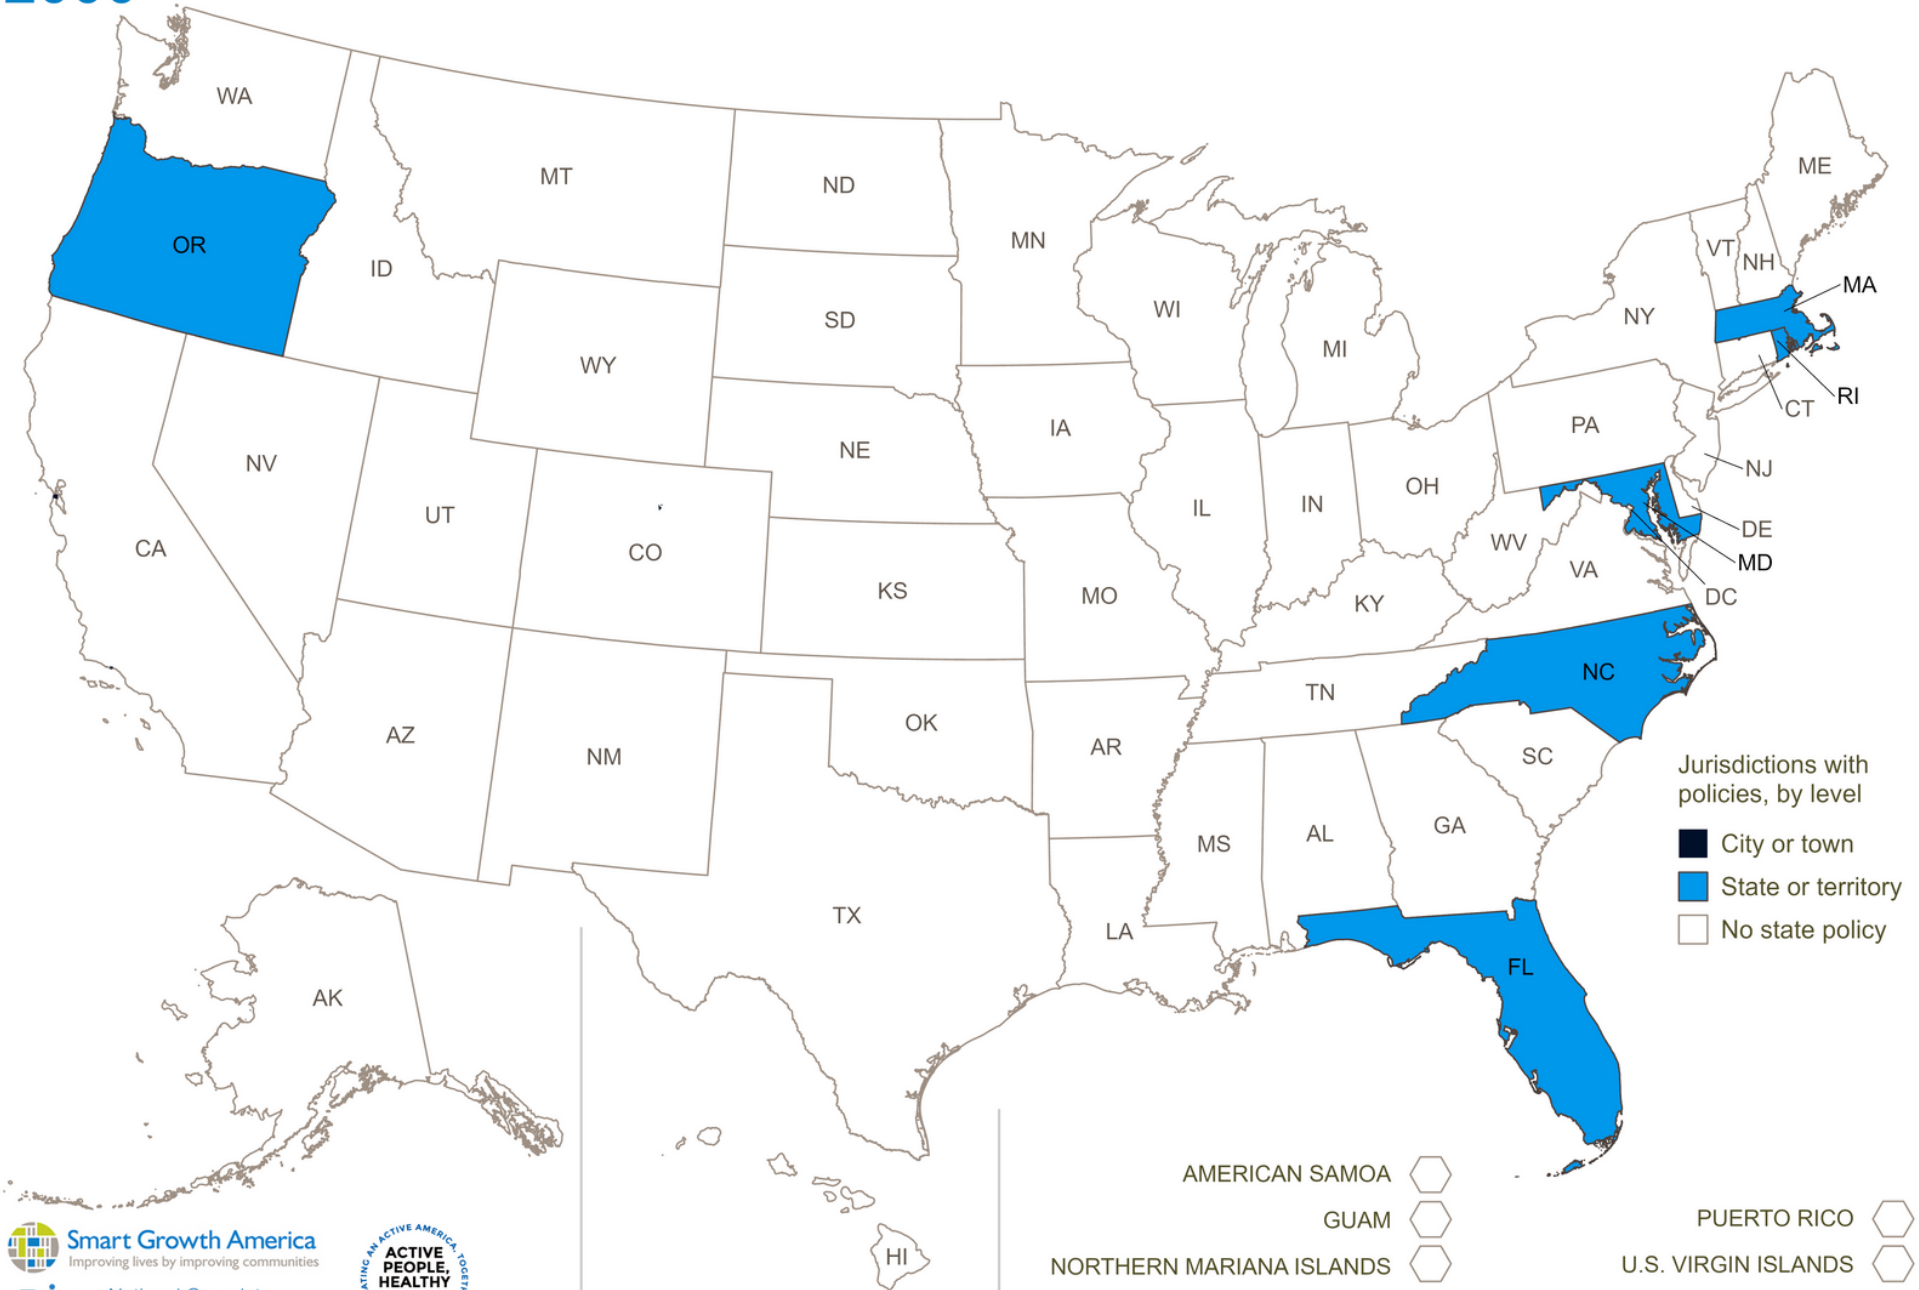 WA
MT
ND
MN
ME
OR
ID
SD
WI
MI
VT
NH
NY
MA
WY
IA
NE
PA
CT
RI
NV
UT
CO
IL
IN
OH
NJ
CA
KS
MO
WV
VA
DE
MD
DC
KY
AZ
NM
OK
AR
TN
NC
SC
MS
AL
GA
TX
LA
FL
AK
HI
Jurisdictions with
policies, by level
City or town
State or territory
No state policy
AMERICAN SAMOA
GUAM
NORTHERN MARIANA ISLANDS
PUERTO RICO
U.S. VIRGIN ISLANDS
Smart Growth America
Improving lives by improving communities
AN ACTIVE AMERICA,
ACTIVE
PEOPLE,
HEALTHY